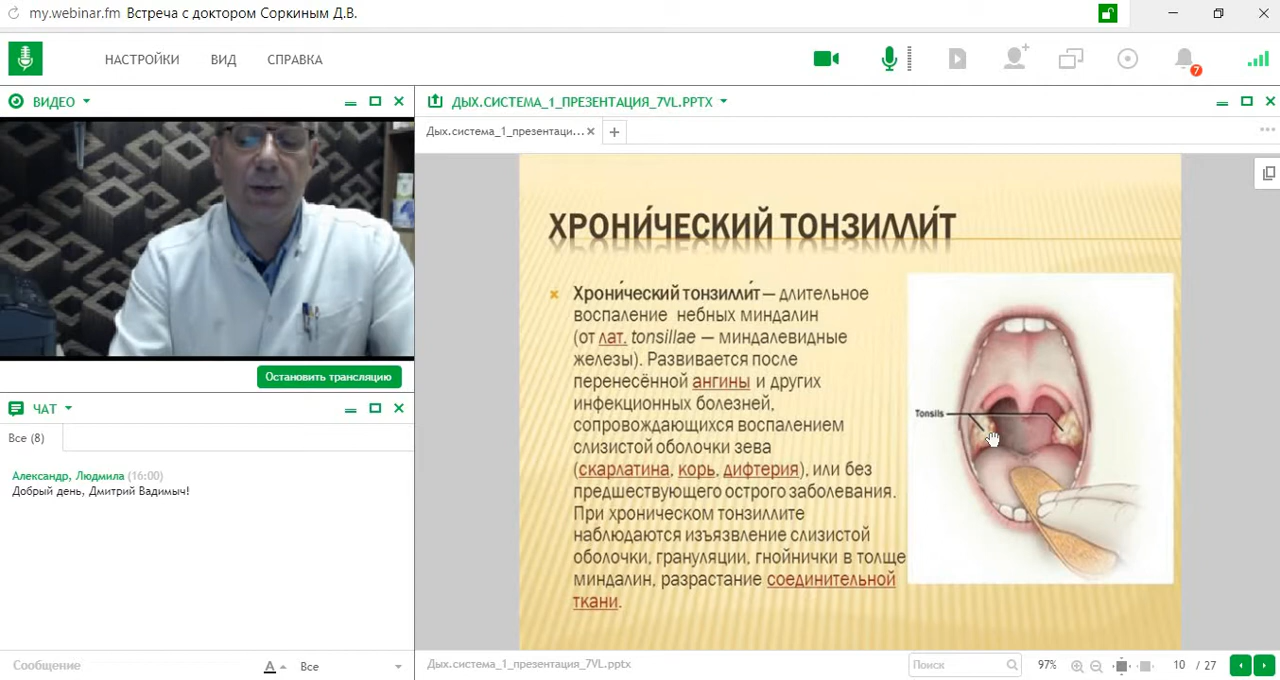 my.webinar.fm Встреча с доктором Соркиным Д.В.
НАСТРОЙКИ ВИД СПРАВКА
7
ВИДЕО
ДЫХ.СИСТЕМА_1_ПРЕЗЕНТАЦИЯ_7VL.PPTX
Дых.система_1_презентаци...
ХРОНИ́ЧЕСКИЙ ТОНЗИЛЛИ́Т
Хрони́ческий тонзилли́т — длительное
воспаление небных миндалин
(от лат. tonsillae — миндалевидные
железы). Развивается после
перенесённой ангины и других
инфекционных болезней,
сопровождающихся воспалением
слизистой оболочки зева
(скарлатина, корь, дифтерия), или без
предшествующего острого заболевания.
При хроническом тонзиллите
наблюдаются изъязвление слизистой
оболочки, грануляции, гнойнички в толще
миндалин, разрастание соединительной
ткани.
Tonsils
Остановить трансляцию
ЧАТ
Все (8)
Александр, Людмила (16:00)
Добрый день, Дмитрий Вадимыч!
Сообщение A Все
Дых.система_1_презентация_7VL.pptx Поиск 97% 10 / 27